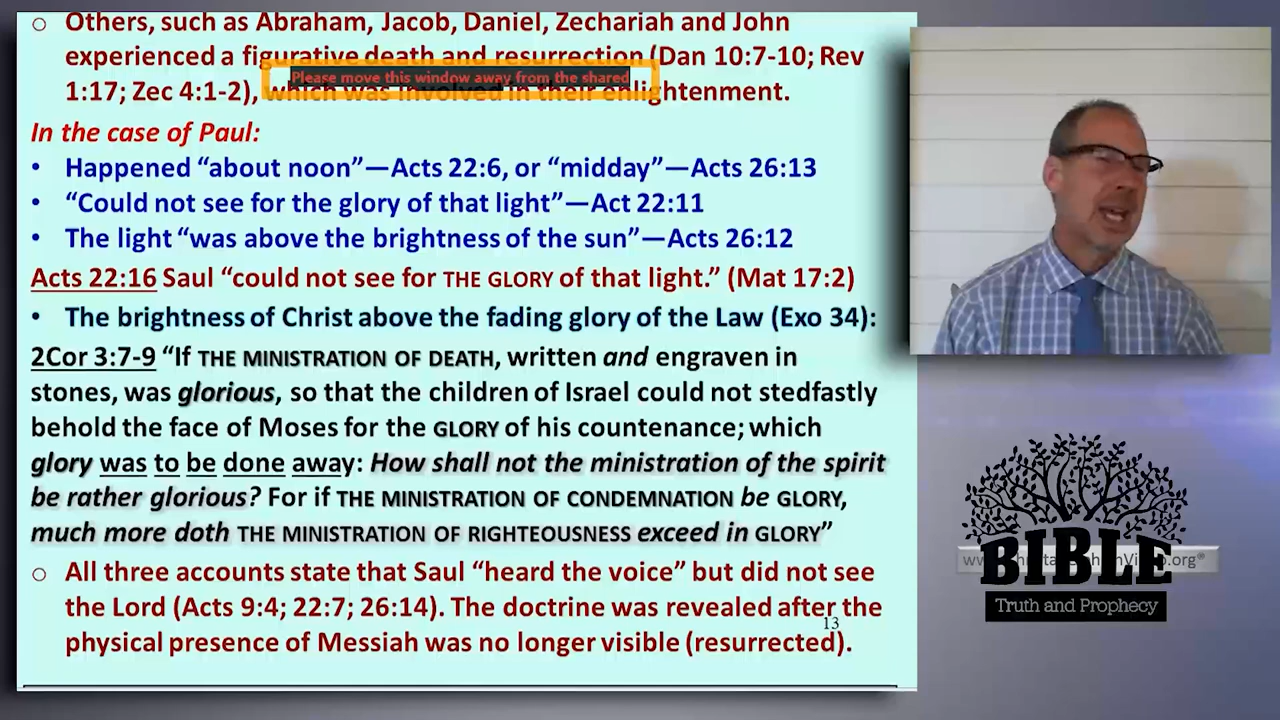 ○ Others, such as Abraham, Jacob, Daniel, Zechariah and John
experienced a figurative death and resurrection (Dan 10:7-10; Rev
Please move this window away from the shared
1:17; Zec 4:1-2), which was involved in their enlightenment.
In the case of Paul:
• Happened “about noon”—Acts 22:6, or “midday”—Acts 26:13
• “Could not see for the glory of that light”—Act 22:11
• The light “was above the brightness of the sun”—Acts 26:12
Acts 22:16 Saul “could not see for THE GLORY of that light.” (Mat 17:2)
• The brightness of Christ above the fading glory of the Law (Exo 34):
2Cor 3:7-9 “If THE MINISTRATION OF DEATH, written and engraven in
stones, was glorious, so that the children of Israel could not stedfastly
behold the face of Moses for the GLORY of his countenance; which
glory was to be done away: How shall not the ministration of the spirit
be rather glorious? For if THE MINISTRATION OF CONDEMNATION be GLORY,
much more doth THE MINISTRATION OF RIGHTEOUSNESS exceed in GLORY”
○ All three accounts state that Saul “heard the voice” but did not see
the Lord (Acts 9:4; 22:7; 26:14). The doctrine was revealed after the
physical presence of Messiah was no longer visible (resurrected).
13
BIBLE
Truth and Prophecy